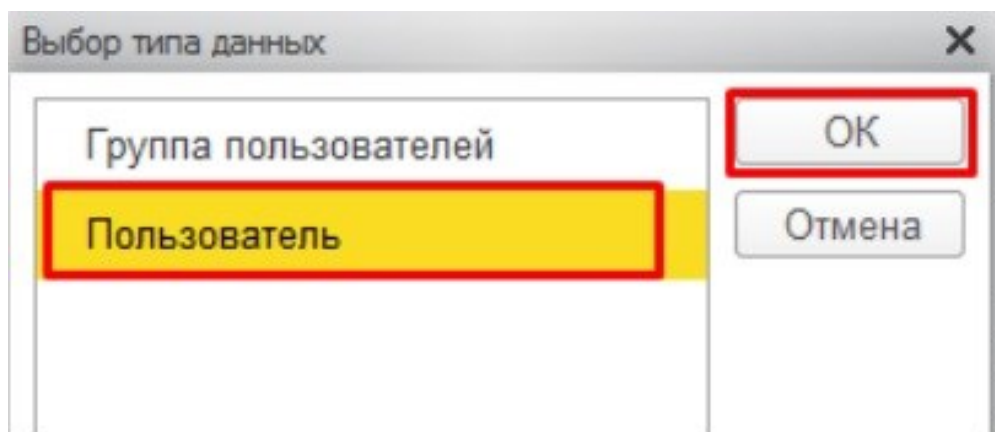 Выбор типа данных
Группа пользователей
ОК
Пользователь
Отмена